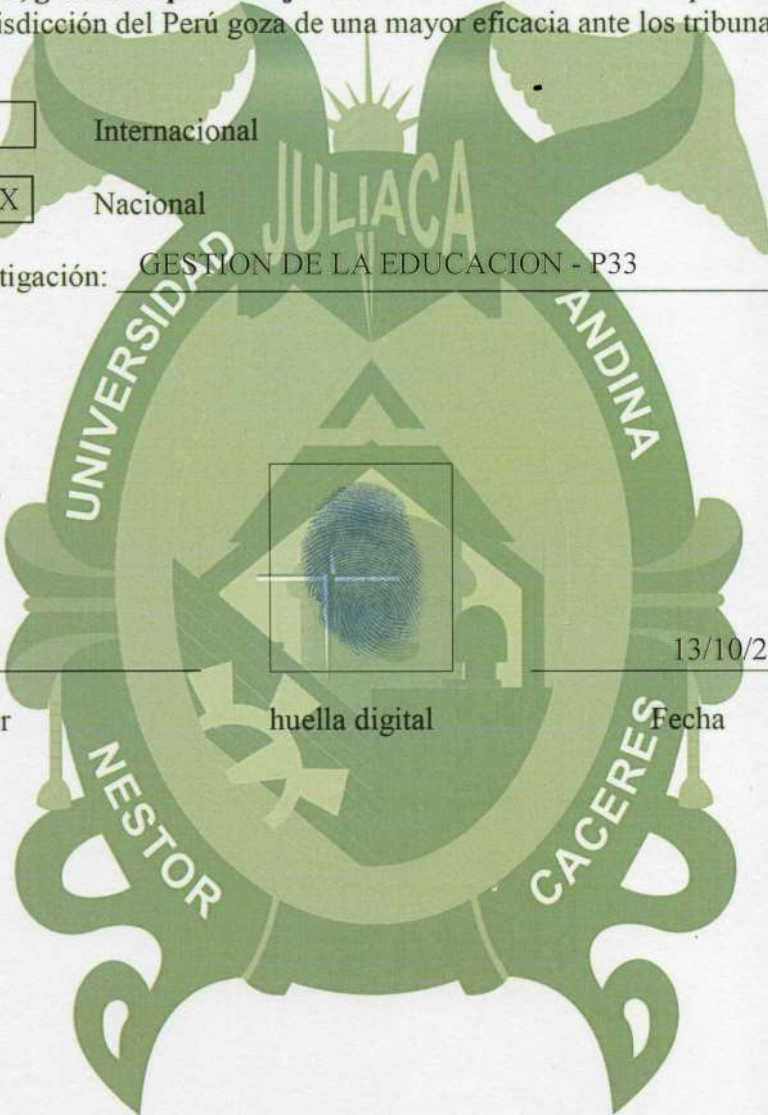 isdicción del Perú goza de una mayor eficacia ante los tribuna
Internacional
X Nacional
tigación: GESTION DE LA EDUCACION - P33
13/10/2
r huella digital Fecha
UNIVERSIDAD ANDINA
NESTOR CACERES
JULIACA